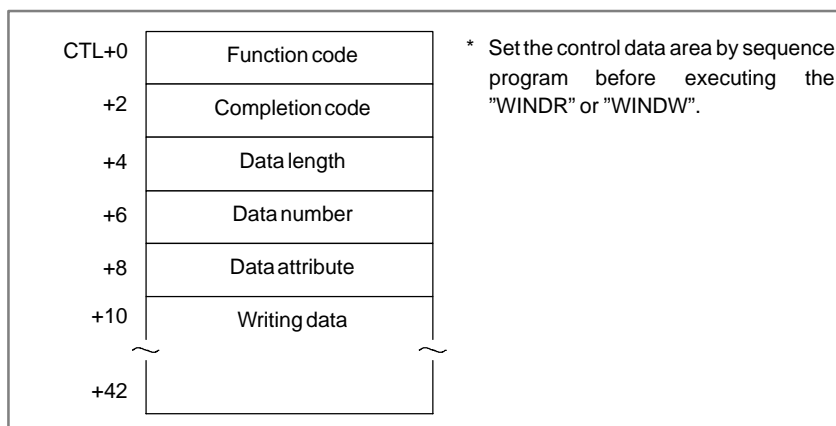 CTL+0 Function code
+2 Completion code
+4 Data length
+6 Data number
+8 Data attribute
+10 Writing data
+42
* Set the control data area by sequence
program before executing the
”WINDR” or ”WINDW”.